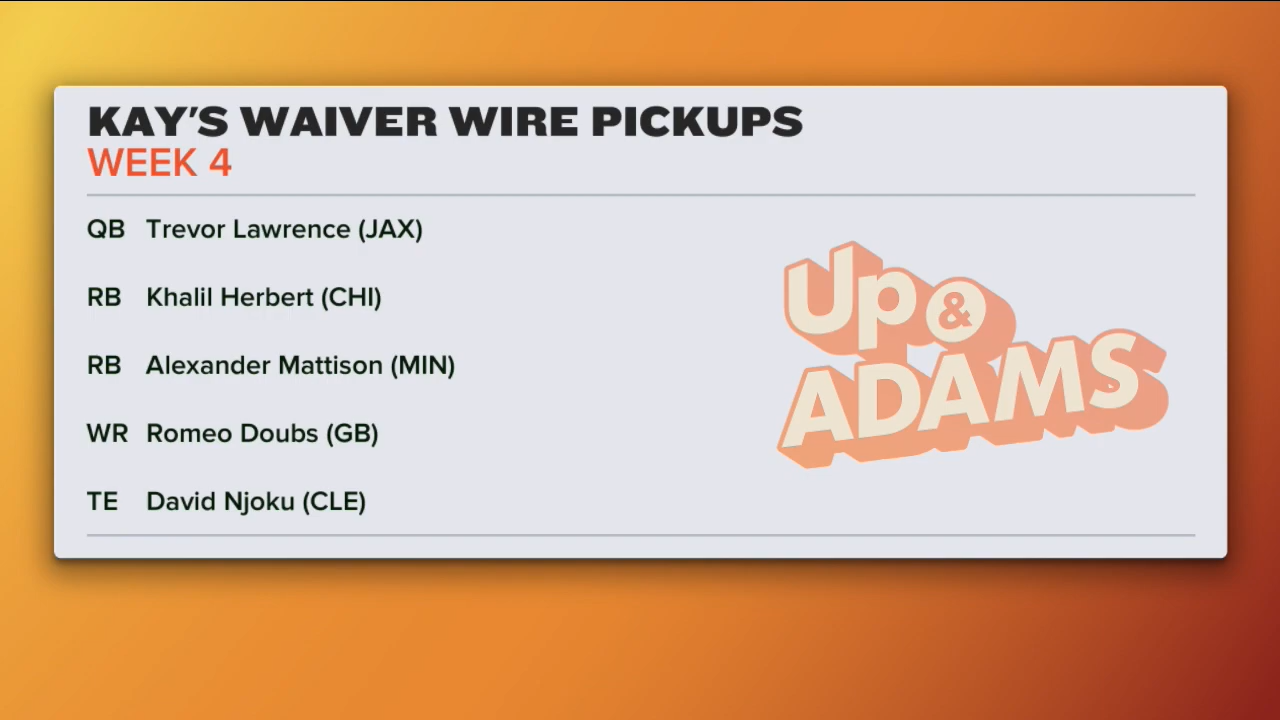 KAY'S WAIVER WIRE PICKUPS
WEEK 4
QB Trevor Lawrence (JAX)
RB Khalil Herbert (CHI)
RB Alexander Mattison (MIN)
WR Romeo Doubs (GB)
TE David Njoku (CLE)
Up &
ADAMS